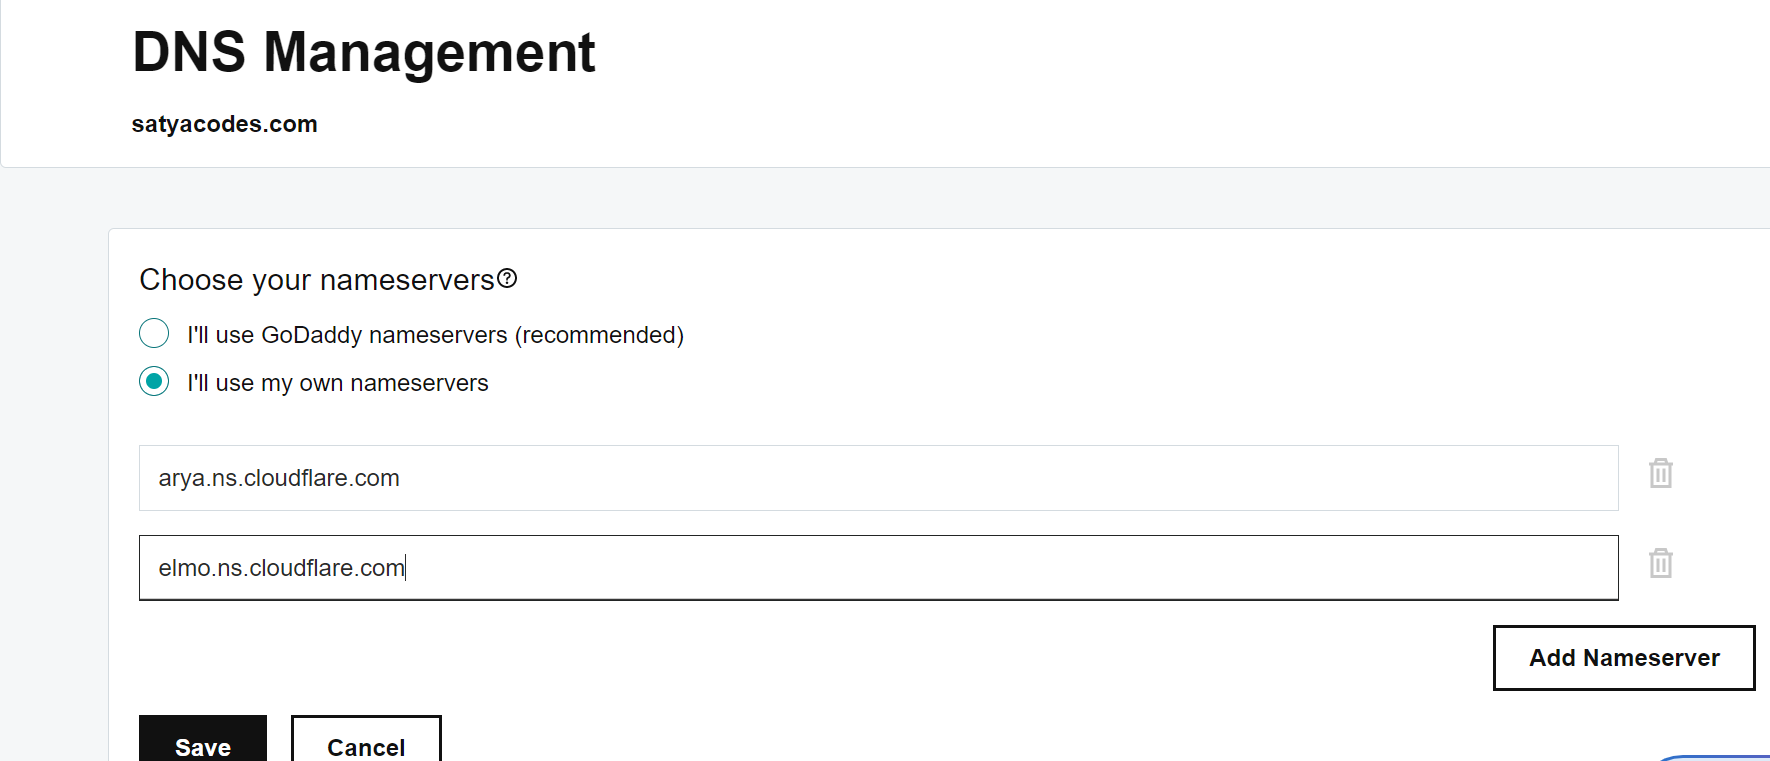 DNS Management
satyacodes.com
Choose your nameservers?
I'll use GoDaddy nameservers (recommended)
I'll use my own nameservers
arya.ns.cloudflare.com
elmo.ns.cloudflare.com
Add Nameserver
Save Cancel